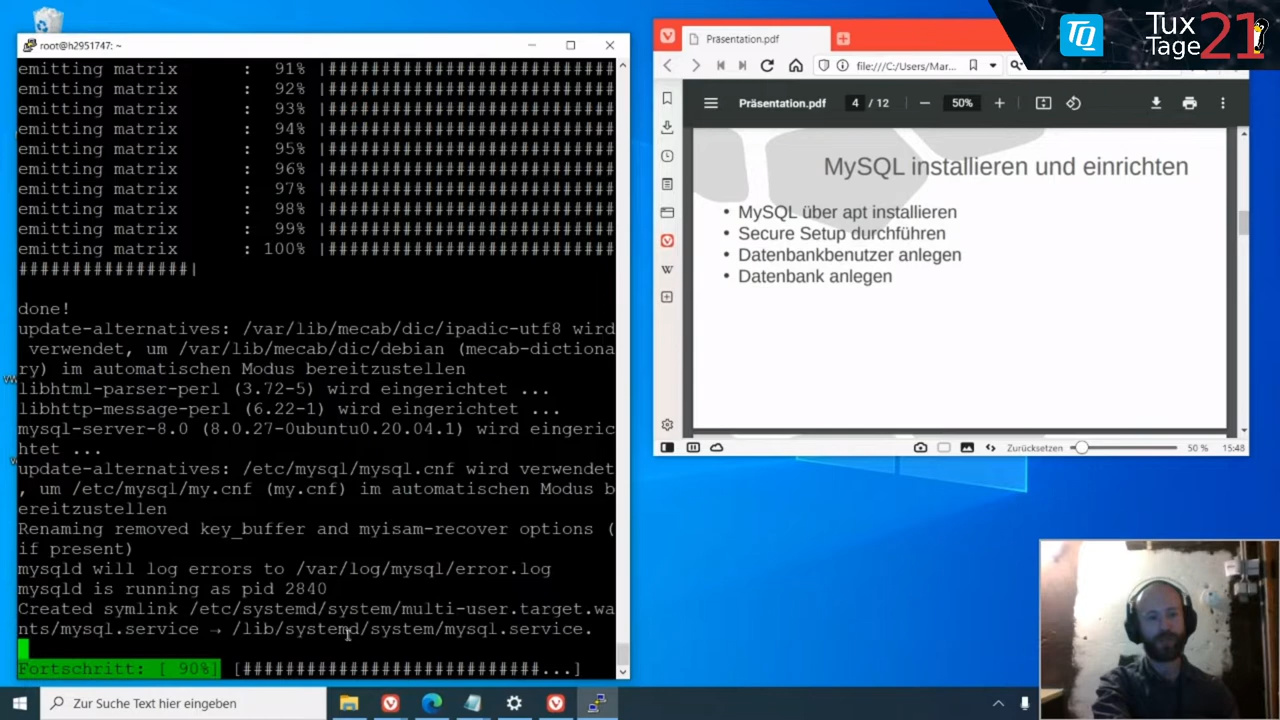 root@h2951747: ~
emitting matrix      :  91% |###########################
emitting matrix      :  92% |###########################
emitting matrix      :  93% |###########################
emitting matrix      :  94% |###########################
emitting matrix      :  95% |###########################
emitting matrix      :  96% |###########################
emitting matrix      :  97% |###########################
emitting matrix      :  98% |###########################
emitting matrix      :  99% |###########################
emitting matrix      : 100% |###########################
################|
done!
update-alternatives: /var/lib/mecab/dic/ipadic-utf8 wird
 verwendet, um /var/lib/mecab/dic/debian (mecab-dictiona
ry) im automatischen Modus bereitzustellen
libhtml-parser-perl (3.72-5) wird eingerichtet ...
libhttp-message-perl (6.22-1) wird eingerichtet ...
mysql-server-8.0 (8.0.27-0ubuntu0.20.04.1) wird eingeric
htet ...
update-alternatives: /etc/mysql/mysql.cnf wird verwendet
, um /etc/mysql/my.cnf (my.cnf) im automatischen Modus b
ereitzustellen
Renaming removed key_buffer and myisam-recover options (
if present)
mysqld will log errors to /var/log/mysql/error.log
mysqld is running as pid 2840
Created symlink /etc/systemd/system/multi-user.target.wa
nts/mysql.service → /lib/systemd/system/mysql.service.
Fortschritt: [ 90%] [############################...]
Präsentation.pdf
file:///C:/Users/Mar...
Präsentation.pdf 4 / 12 50%
MySQL installieren und einrichten
• MySQL über apt installieren
• Secure Setup durchführen
• Datenbankbenutzer anlegen
• Datenbank anlegen
Zurücksetzen 50 % 15:48
TQ
Tux
Tage 21
Zur Suche Text hier eingeben